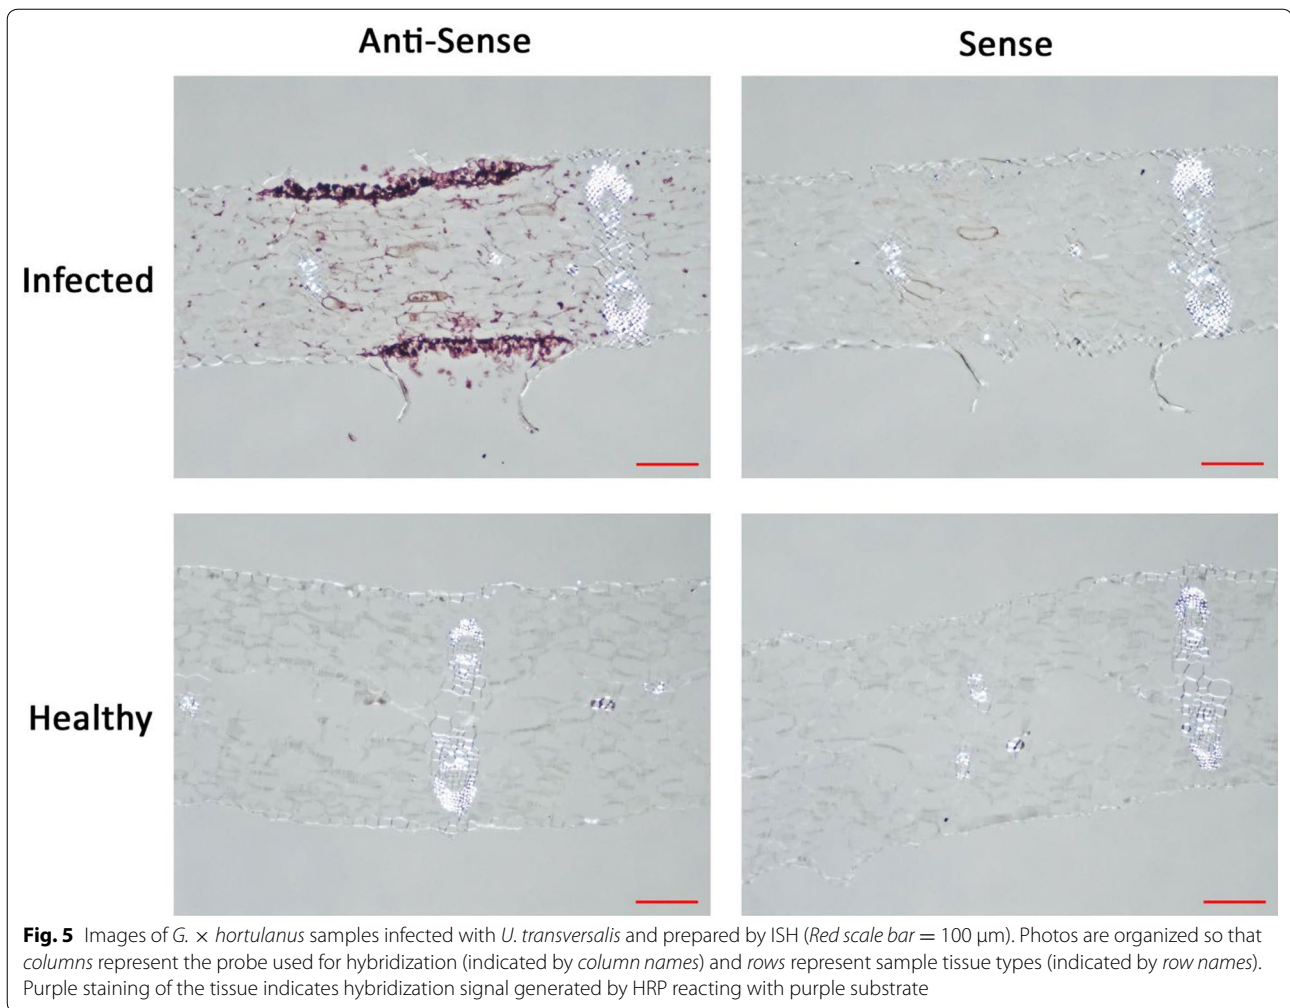 Anti-Sense
Sense
Infected
Healthy
Fig. 5 Images of G. × hortulanus samples infected with U. transversalis and prepared by ISH (Red scale bar = 100 μm). Photos are organized so that
columns represent the probe used for hybridization (indicated by column names) and rows represent sample tissue types (indicated by row names).
Purple staining of the tissue indicates hybridization signal generated by HRP reacting with purple substrate